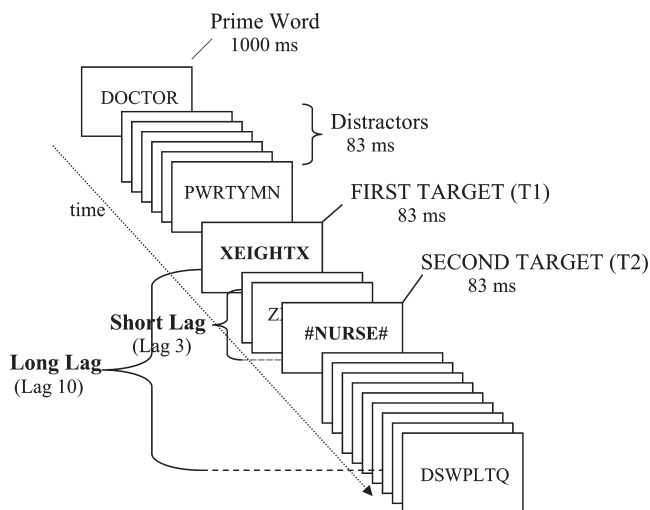 Prime Word
1000 ms
DOCTOR
Distractors
83 ms
PWRTYMN
time
FIRST TARGET (T1)
83 ms
XEIGHTX
SECOND TARGET (T2)
83 ms
Short Lag
(Lag 3)
#NURSE#
Long Lag
(Lag 10)
DSWPLTQ